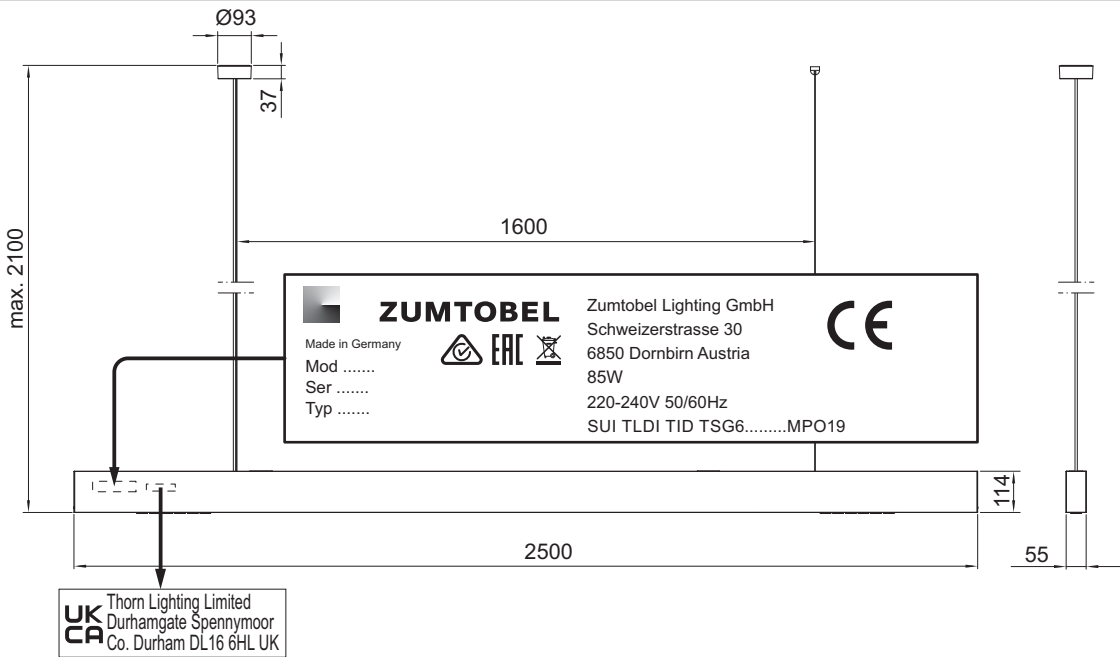 Ø93
37
max. 2100
1600
ZUMTOBEL
Made in Germany
Mod .......
Ser .......
Typ .......
EAC
Zumtobel Lighting GmbH
Schweizerstrasse 30
6850 Dornbirn Austria
85W
220-240V 50/60Hz
SUI TLDI TID TSG6.........MPO19
CE
114
2500
55
UK
CA
Thorn Lighting Limited
Durhamgate Spennymoor
Co. Durham DL16 6HL UK